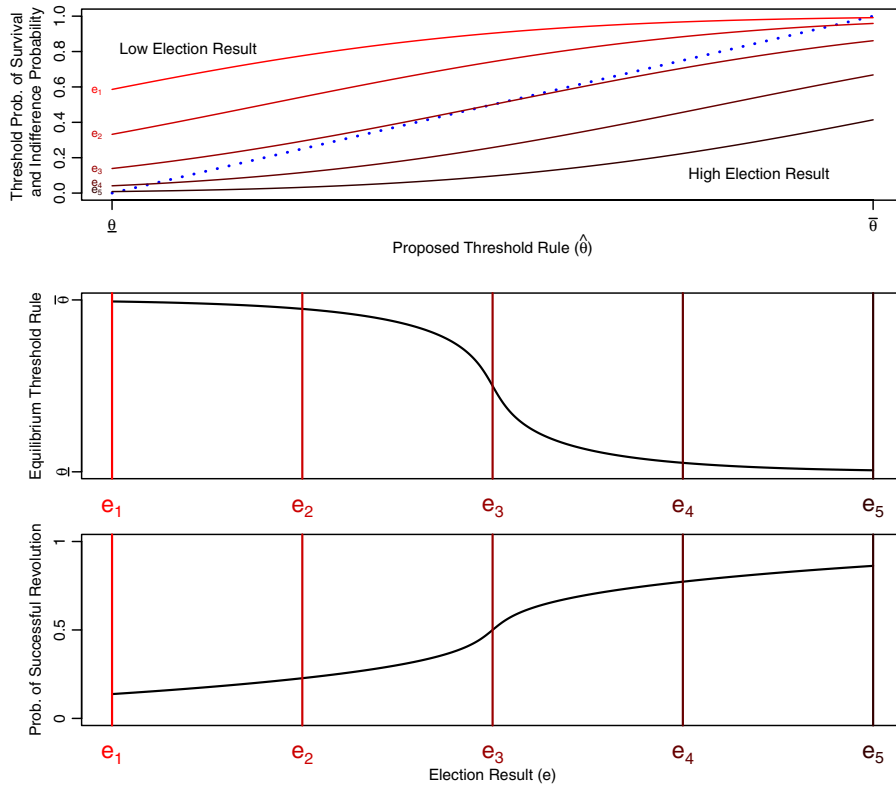 Threshold Prob. of Survival
and Indifference Probability
1.0
0.8
0.6
0.4
0.2
0.0
Low Election Result
High Election Result
e₁
e₂
e₃
e₄
e₅
θ̲
θ̅
Proposed Threshold Rule (θ̂)
Equilibrium Threshold Rule
θ̅
θ̲
e₁ e₂ e₃ e₄ e₅
Prob. of Successful Revolution
1
0.5
0
e₁ e₂ e₃ e₄ e₅
Election Result (e)